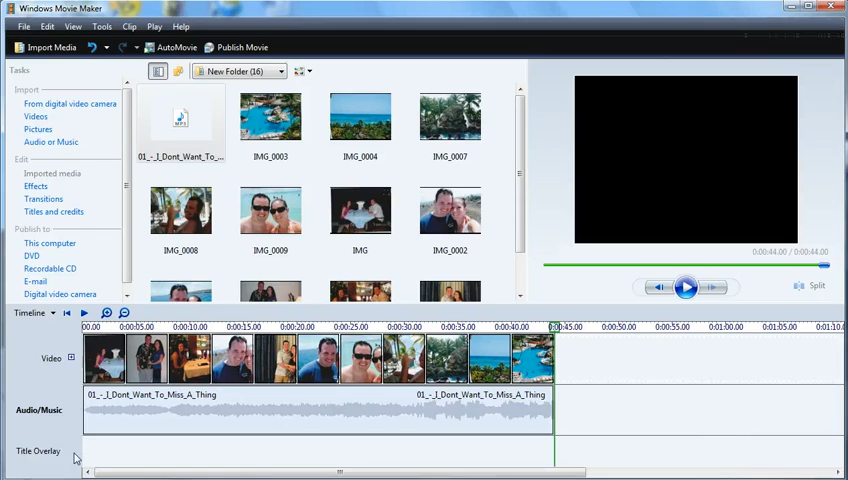 Windows Movie Maker
File Edit View Tools Clip Play Help
Import Media AutoMovie Publish Movie
Tasks
New Folder (16)
Import
From digital video camera
Videos
Pictures
Audio or Music
Edit
Imported media
Effects
Transitions
Titles and credits
Publish to
This computer
DVD
Recordable CD
E-mail
Digital video camera
MP3
01_-_I_Dont_Want_To_... IMG_0003 IMG_0004 IMG_0007
IMG_0008 IMG_0009 IMG IMG_0002
0:00:44.00 / 0:00:44.00
Split
Timeline
00.00 0:00:05.00 0:00:10.00 0:00:15.00 0:00:20.00 0:00:25.00 0:00:30.00 0:00:35.00 0:00:40.00 0:00:45.00 0:00:50.00 0:00:55.00 0:01:00.00 0:01:05.00 0:01:10.0
Video
Audio/Music
01_-_I_Dont_Want_To_Miss_A_Thing 01_-_I_Dont_Want_To_Miss_A_Thing
Title Overlay